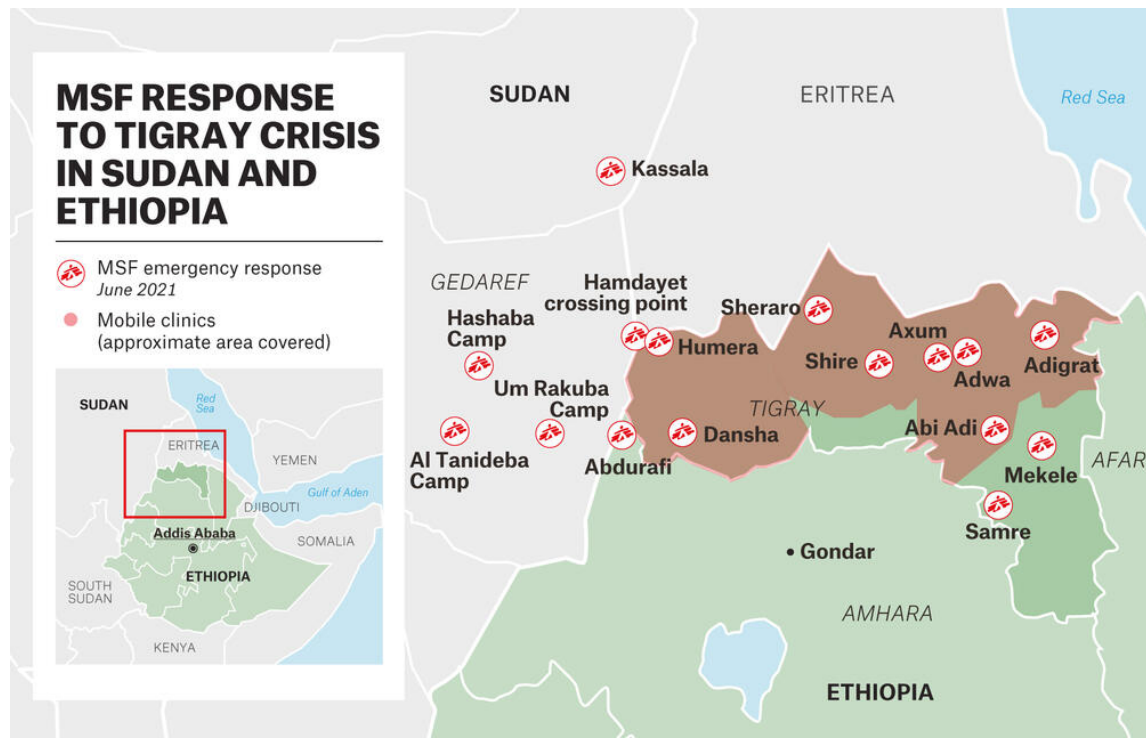 MSF RESPONSE
TO TIGRAY CRISIS
IN SUDAN AND
ETHIOPIA
MSF emergency response
June 2021
Mobile clinics
(approximate area covered)
SUDAN
Red
Sea
ERITREA
YEMEN
Gulf of Aden
DJIBOUTI
Addis Ababa
SOMALIA
ETHIOPIA
SOUTH
SUDAN
KENYA
SUDAN
ERITREA
Red Sea
Kassala
GEDAREF
Hamdayet
crossing point
Hashaba
Camp
Humera
Sheraro
Shire
Axum
Adwa
Adigrat
Um Rakuba
Camp
TIGRAY
Al Tanideba
Camp
Abdurafi
Dansha
Abi Adi
Mekele
AFAR
Samre
Gondar
AMHARA
ETHIOPIA